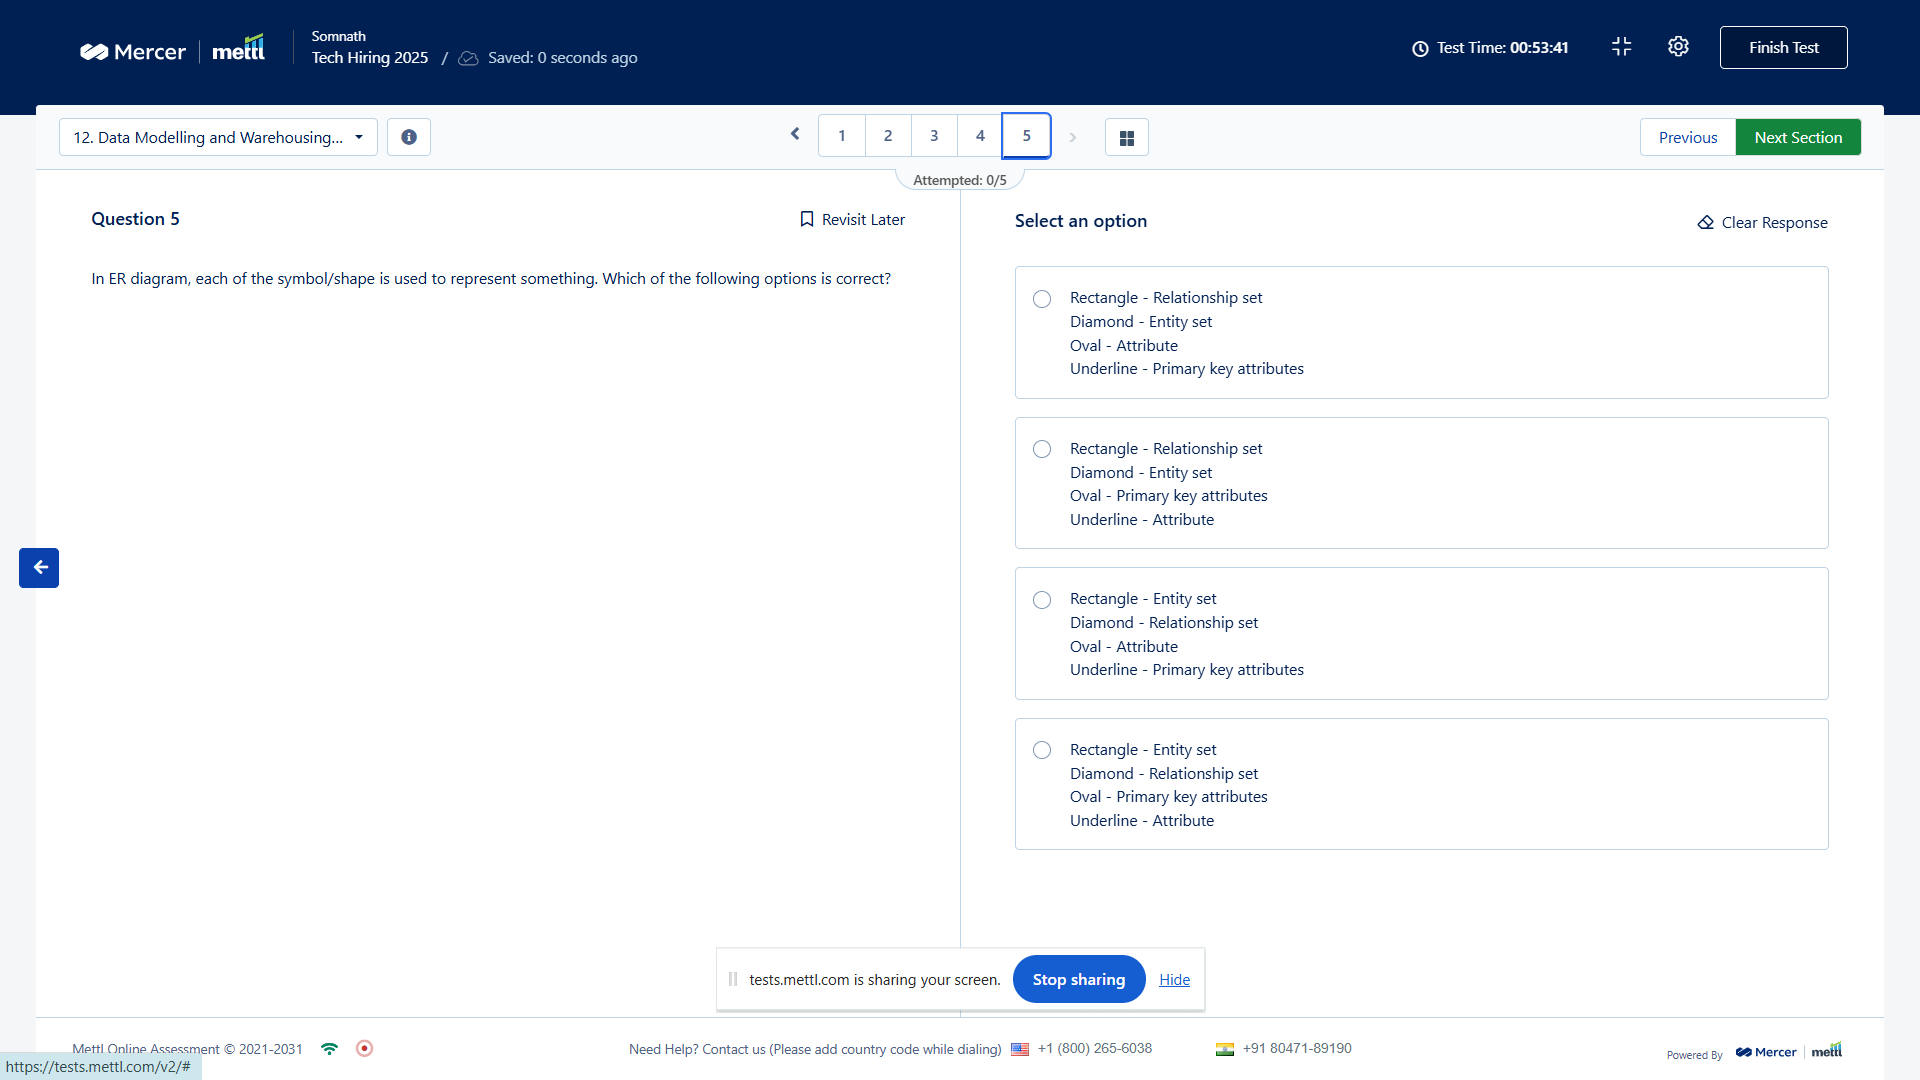 Mercer
mettl
Somnath
Tech Hiring 2025 / Saved: 0 seconds ago
Test Time: 00:53:41
Finish Test
12. Data Modelling and Warehousing...
1 2 3 4 5
Previous
Next Section
Attempted: 0/5
Question 5
Revisit Later
In ER diagram, each of the symbol/shape is used to represent something. Which of the following options is correct?
Select an option
Clear Response
Rectangle - Relationship set
Diamond - Entity set
Oval - Attribute
Underline - Primary key attributes
Rectangle - Relationship set
Diamond - Entity set
Oval - Primary key attributes
Underline - Attribute
Rectangle - Entity set
Diamond - Relationship set
Oval - Attribute
Underline - Primary key attributes
Rectangle - Entity set
Diamond - Relationship set
Oval - Primary key attributes
Underline - Attribute
tests.mettl.com is sharing your screen.
Stop sharing
Hide
Mettl Online Assessment © 2021-2031
Need Help? Contact us (Please add country code while dialing)
+1 (800) 265-6038
+91 80471-89190
Powered By
Mercer
mettl
https://tests.mettl.com/v2/#